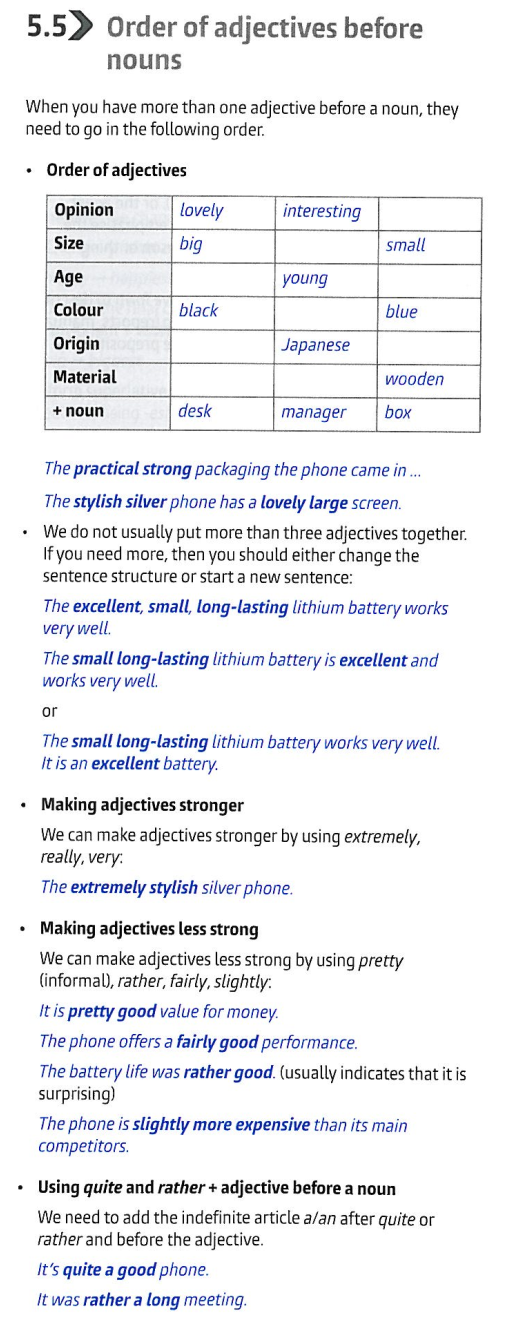 5.5 Order of adjectives before
nouns
When you have more than one adjective before a noun, they
need to go in the following order.
• Order of adjectives
Opinion lovely interesting
Size big small
Age young
Colour black blue
Origin Japanese
Material wooden
+ noun desk manager box
The practical strong packaging the phone came in ...
The stylish silver phone has a lovely large screen.
• We do not usually put more than three adjectives together.
If you need more, then you should either change the
sentence structure or start a new sentence:
The excellent, small, long-lasting lithium battery works
very well.
The small long-lasting lithium battery is excellent and
works very well.
or
The small long-lasting lithium battery works very well.
It is an excellent battery.
• Making adjectives stronger
We can make adjectives stronger by using extremely,
really, very:
The extremely stylish silver phone.
• Making adjectives less strong
We can make adjectives less strong by using pretty
(informal), rather, fairly, slightly:
It is pretty good value for money.
The phone offers a fairly good performance.
The battery life was rather good. (usually indicates that it is
surprising)
The phone is slightly more expensive than its main
competitors.
• Using quite and rather + adjective before a noun
We need to add the indefinite article a/an after quite or
rather and before the adjective.
It's quite a good phone.
It was rather a long meeting.